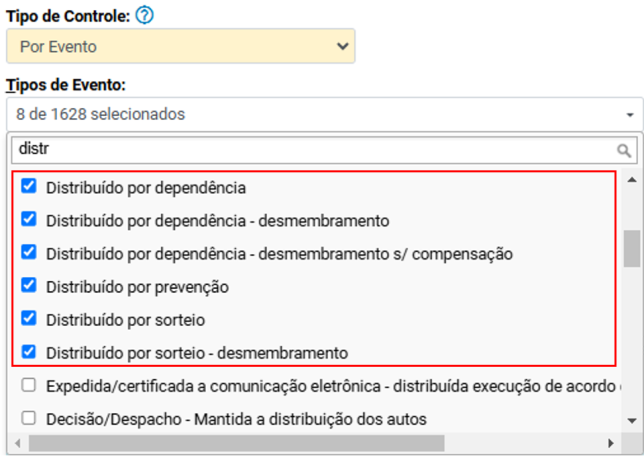 Tipo de Controle: ?
Por Evento
Tipos de Evento:
8 de 1628 selecionados
distr
Distribuído por dependência
Distribuído por dependência - desmembramento
Distribuído por dependência - desmembramento s/ compensação
Distribuído por prevenção
Distribuído por sorteio
Distribuído por sorteio - desmembramento
Expedida/certificada a comunicação eletrônica - distribuída execução de acordo
Decisão/Despacho - Mantida a distribuição dos autos